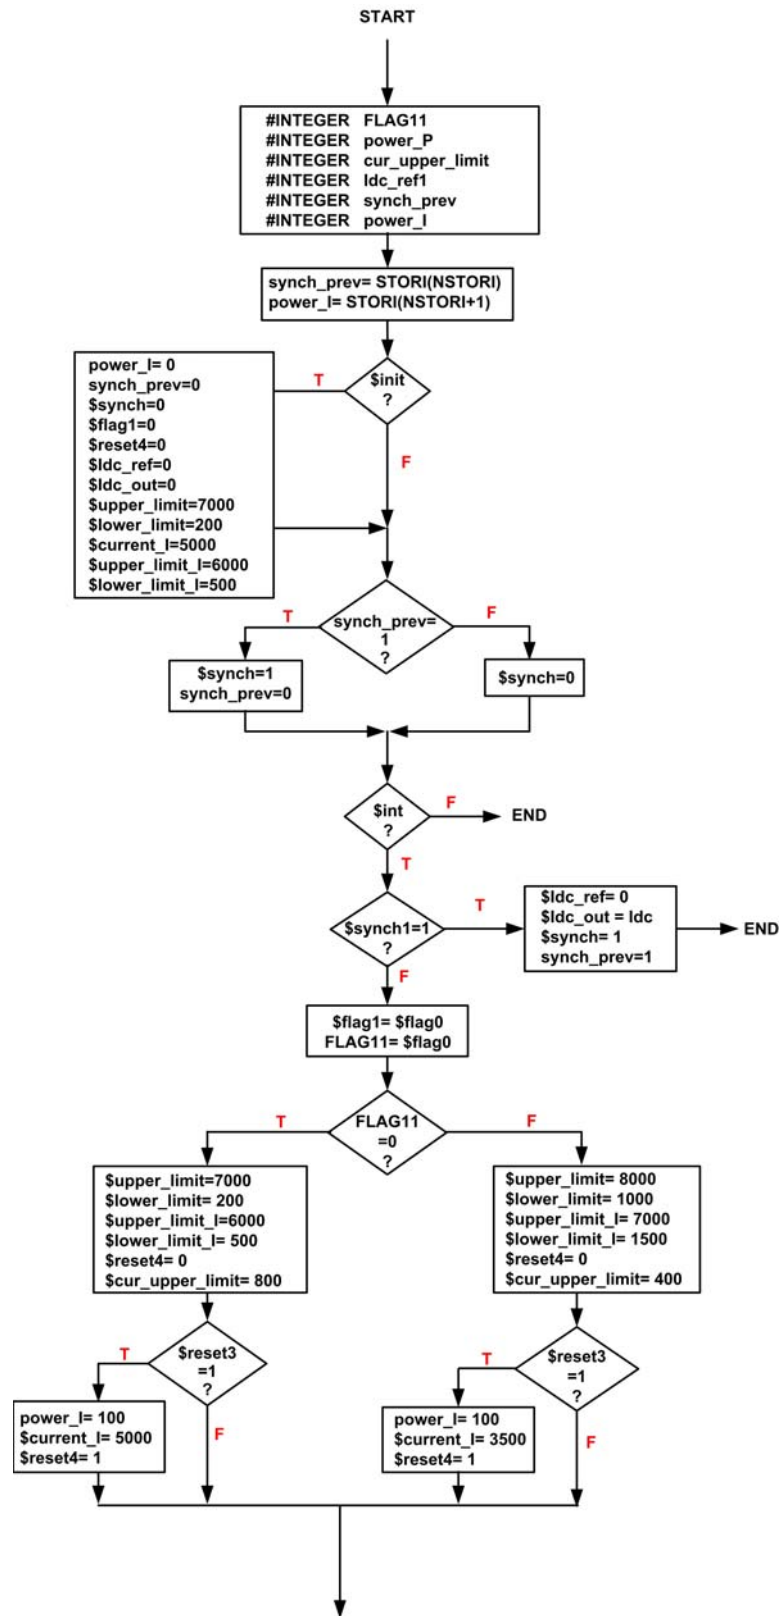 START
#INTEGER FLAG11
#INTEGER power_P
#INTEGER cur_upper_limit
#INTEGER Idc_ref1
#INTEGER synch_prev
#INTEGER power_I
synch_prev= STORI(NSTORI)
power_I= STORI(NSTORI+1)
$init
?
T
F
power_I= 0
synch_prev=0
$synch=0
$flag1=0
$reset4=0
$Idc_ref=0
$Idc_out=0
$upper_limit=7000
$lower_limit=200
$current_I=5000
$upper_limit_I=6000
$lower_limit_I=500
synch_prev=
1
?
T
F
$synch=1
synch_prev=0
$synch=0
$int
?
F
END
T
$synch1=1
?
T
$Idc_ref= 0
$Idc_out = Idc
$synch= 1
synch_prev=1
END
F
$flag1= $flag0
FLAG11= $flag0
FLAG11
=0
?
T
F
$upper_limit=7000
$lower_limit= 200
$upper_limit_I=6000
$lower_limit_I= 500
$reset4= 0
$cur_upper_limit= 800
$upper_limit= 8000
$lower_limit= 1000
$upper_limit_I= 7000
$lower_limit_I= 1500
$reset4= 0
$cur_upper_limit= 400
$reset3
=1
?
T
F
power_I= 100
$current_I= 5000
$reset4= 1
$reset3
=1
?
T
F
power_I= 100
$current_I= 3500
$reset4= 1